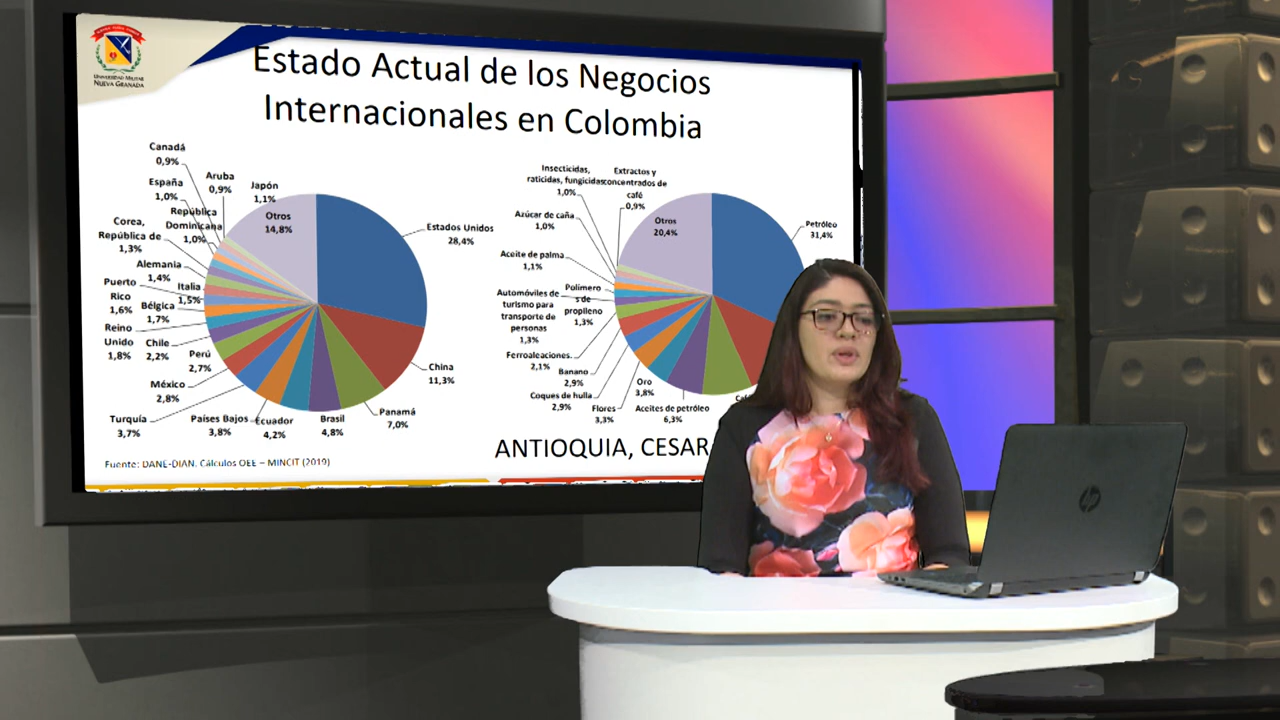 UNIVERSIDAD MILITAR
NUEVA GRANADA
Estado Actual de los Negocios
Internacionales en Colombia
Canadá
0,9%
Aruba
0,9%
Japón
1,1%
España
1,0%
República
Dominicana
1,0%
Otros
14,8%
Corea,
República de
1,3%
Estados Unidos
28,4%
Alemania
1,4%
Puerto
Rico
1,6%
Italia
1,5%
Bélgica
1,7%
Reino
Unido
1,8%
Chile
2,2%
Perú
2,7%
China
11,3%
México
2,8%
Turquía
3,7%
Países Bajos
3,8%
Ecuador
4,2%
Brasil
4,8%
Panamá
7,0%
Insecticidas,
raticidas, fungicidas
1,0%
Extractos y
concentrados de
café
0,9%
Azúcar de caña
1,0%
Otros
20,4%
Petróleo
31,4%
Aceite de palma
1,1%
Automóviles de
turismo para
transporte de
personas
1,3%
Polímero
s de
propileno
1,3%
Ferroaleaciones.
2,1%
Banano
2,9%
Coques de hulla
2,9%
Oro
3,8%
Flores
3,3%
Aceites de petróleo
6,3%
ANTIOQUIA, CESAR
Fuente: DANE-DIAN. Cálculos OEE – MINCIT (2019)
hp